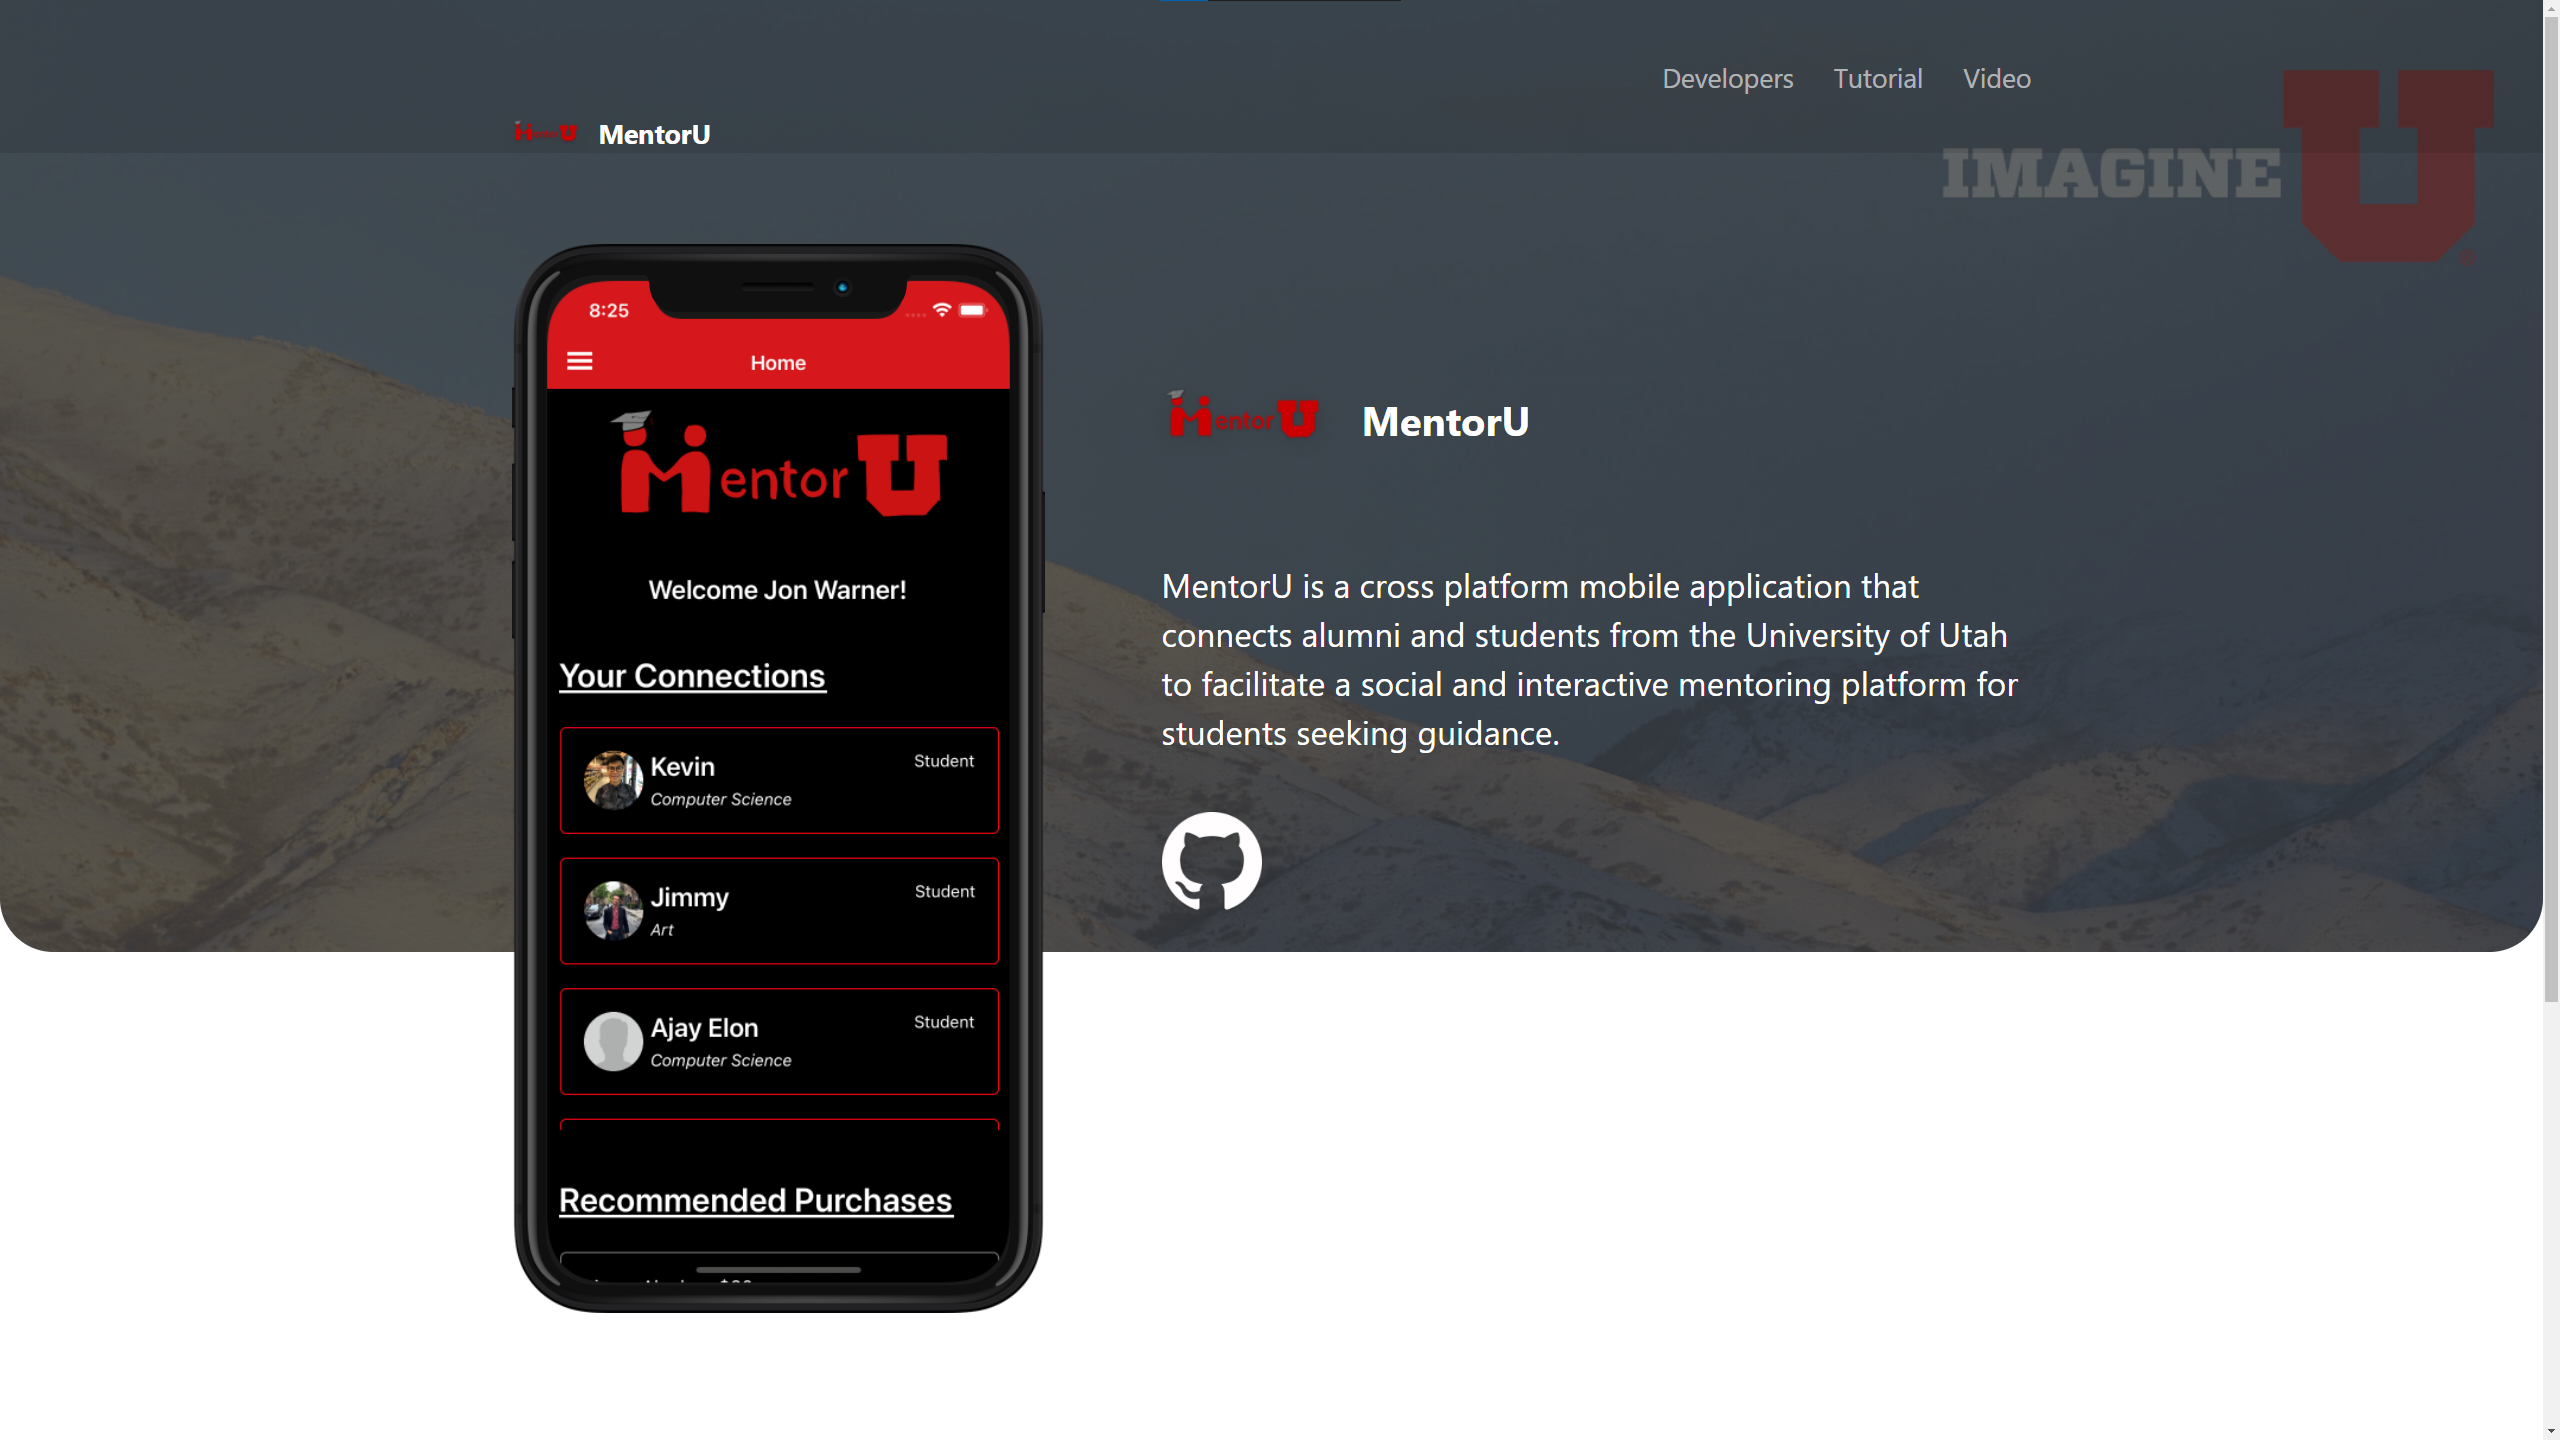 Developers Tutorial Video
MentorU MentorU
IMAGINE U
8:25
Home
Mentor U
Welcome Jon Warner!
Your Connections
Kevin Student
Computer Science
Jimmy Student
Art
Ajay Elon Student
Computer Science
Recommended Purchases
Mentor U MentorU
MentorU is a cross platform mobile application that
connects alumni and students from the University of Utah
to facilitate a social and interactive mentoring platform for
students seeking guidance.